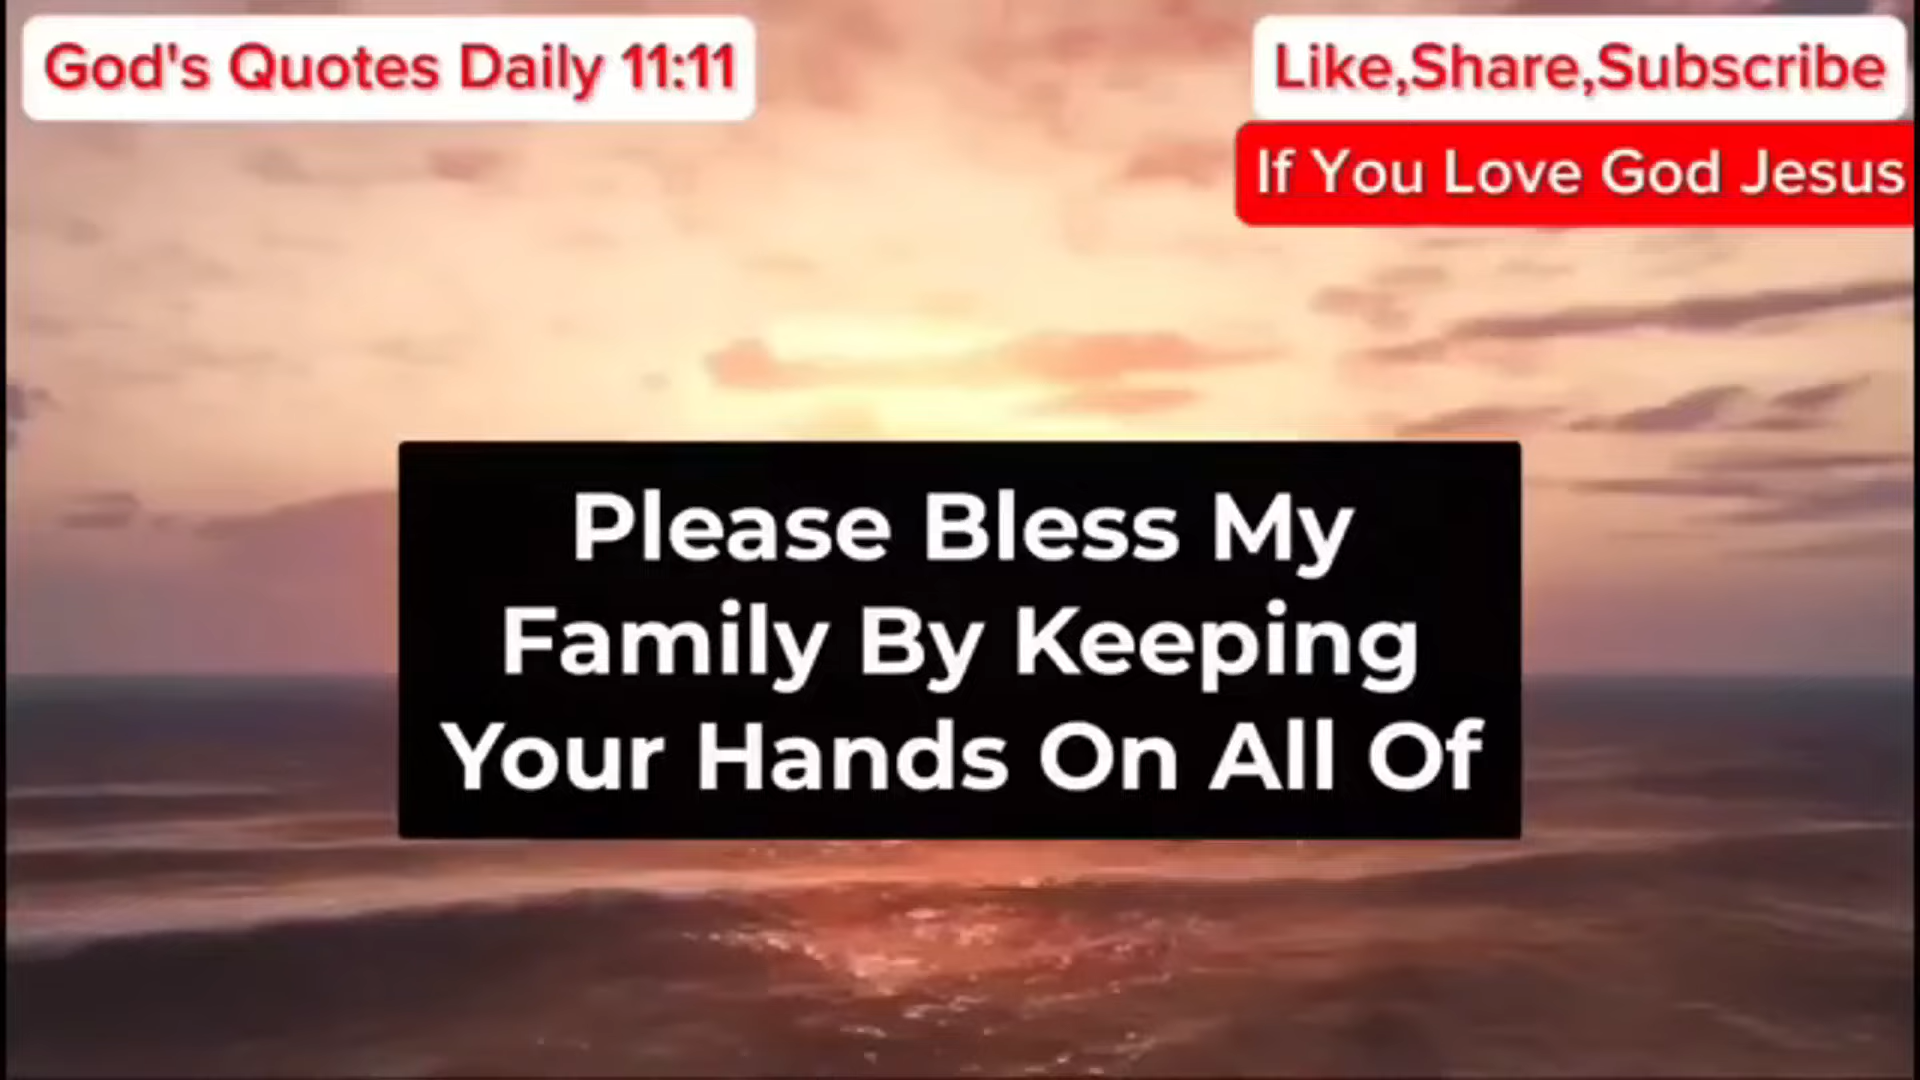 God's Quotes Daily 11:11
Like,Share,Subscribe
If You Love God Jesus
Please Bless My
Family By Keeping
Your Hands On All Of